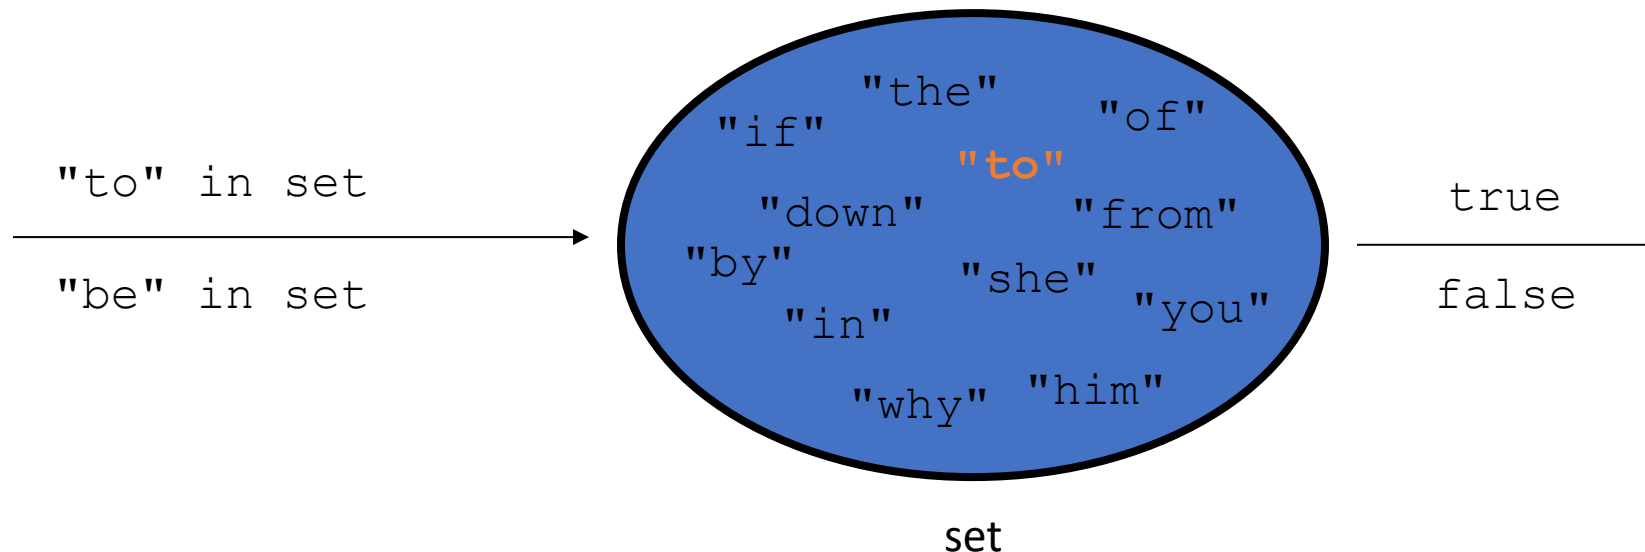 "to" in set
"be" in set
"the"
"of"
"if"
"to"
"down"
"from"
"by"
"she"
"you"
"in"
"why"
"him"
true
false
set